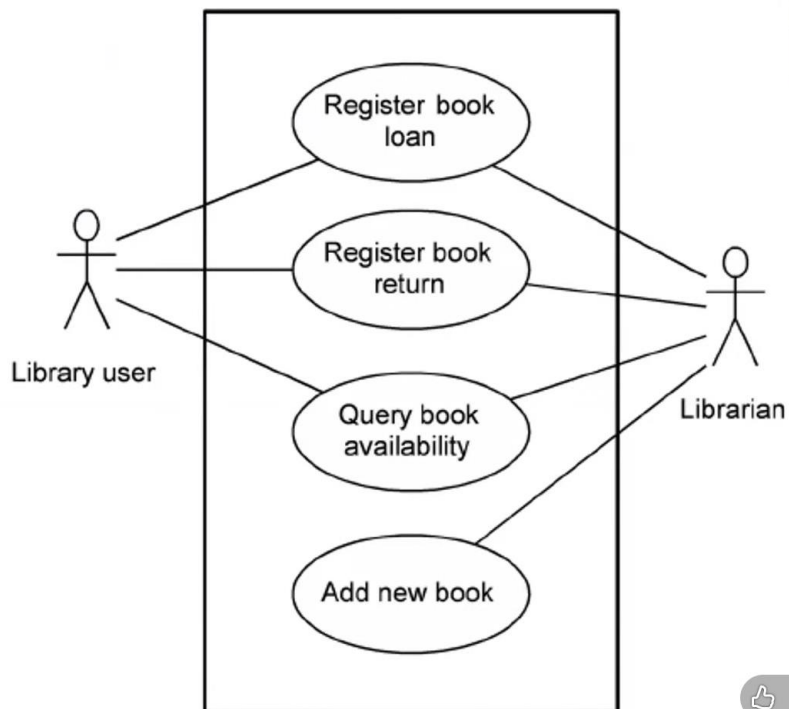 Register book
loan
Register book
return
Library user
Query book
availability
Librarian
Add new book